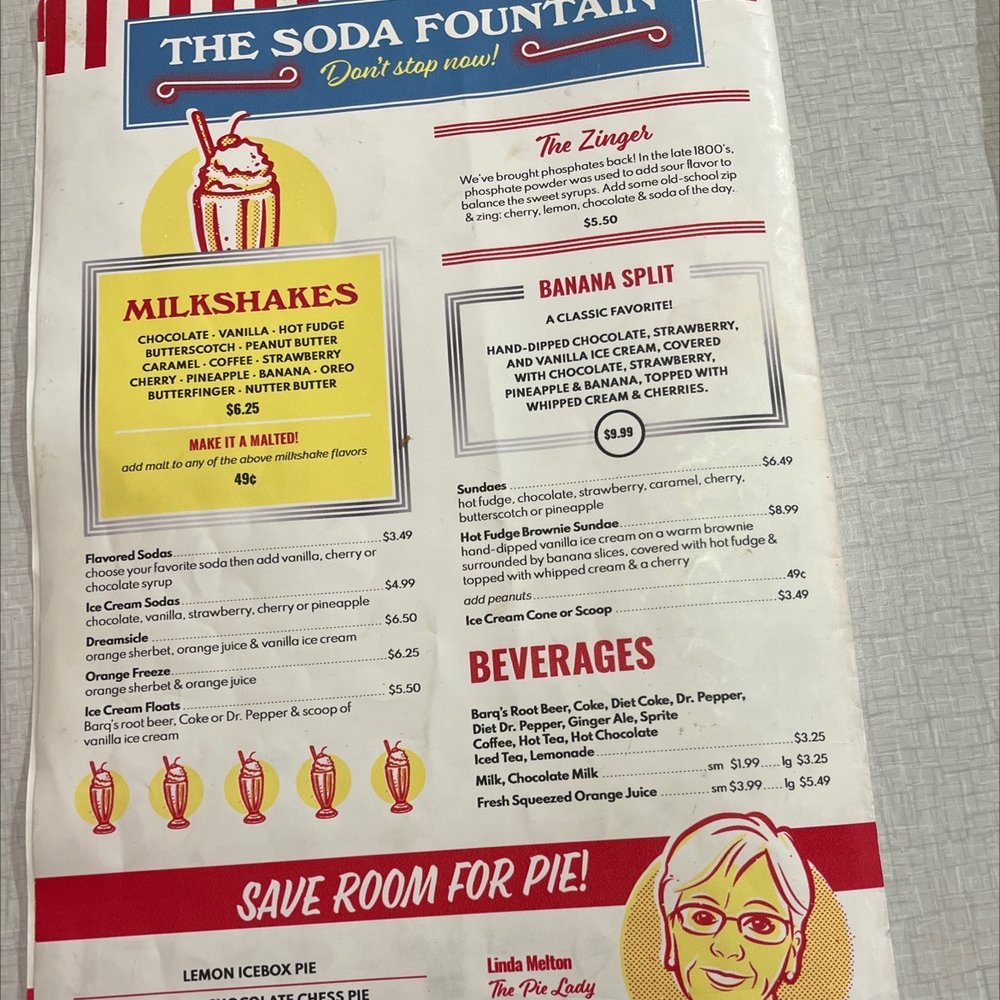 THE SODA FOUNTAIN
Don't stop now!
MILKSHAKES
CHOCOLATE · VANILLA · HOT FUDGE
BUTTERSCOTCH · PEANUT BUTTER
CARAMEL · COFFEE · STRAWBERRY
CHERRY · PINEAPPLE · BANANA · OREO
BUTTERFINGER · NUTTER BUTTER
$6.25
MAKE IT A MALTED!
add malt to any of the above milkshake flavors
49¢
Flavored Sodas $3.49
choose your favorite soda then add vanilla, cherry or
chocolate syrup
Ice Cream Sodas $4.99
chocolate, vanilla, strawberry, cherry or pineapple
Dreamsicle $6.50
orange sherbet, orange juice & vanilla ice cream
Orange Freeze $6.25
orange sherbet & orange juice
Ice Cream Floats $5.50
Barq's root beer, Coke or Dr. Pepper & scoop of
vanilla ice cream
The Zinger
We've brought phosphates back! In the late 1800's,
phosphate powder was used to add sour flavor to
balance the sweet syrups. Add some old-school zip
& zing: cherry, lemon, chocolate & soda of the day.
$5.50
BANANA SPLIT
A CLASSIC FAVORITE!
HAND-DIPPED CHOCOLATE, STRAWBERRY,
AND VANILLA ICE CREAM, COVERED
WITH CHOCOLATE, STRAWBERRY,
PINEAPPLE & BANANA, TOPPED WITH
WHIPPED CREAM & CHERRIES.
$9.99
Sundaes $6.49
hot fudge, chocolate, strawberry, caramel, cherry,
butterscotch or pineapple
Hot Fudge Brownie Sundae $8.99
hand-dipped vanilla ice cream on a warm brownie
surrounded by banana slices, covered with hot fudge &
topped with whipped cream & a cherry
add peanuts 49¢
Ice Cream Cone or Scoop $3.49
BEVERAGES
Barq's Root Beer, Coke, Diet Coke, Dr. Pepper,
Diet Dr. Pepper, Ginger Ale, Sprite
Coffee, Hot Tea, Hot Chocolate
Iced Tea, Lemonade $3.25
Milk, Chocolate Milk sm $1.99 lg $3.25
Fresh Squeezed Orange Juice sm $3.99 lg $5.49
SAVE ROOM FOR PIE!
LEMON ICEBOX PIE
CHOCOLATE CHESS PIE
Linda Melton
The Pie Lady